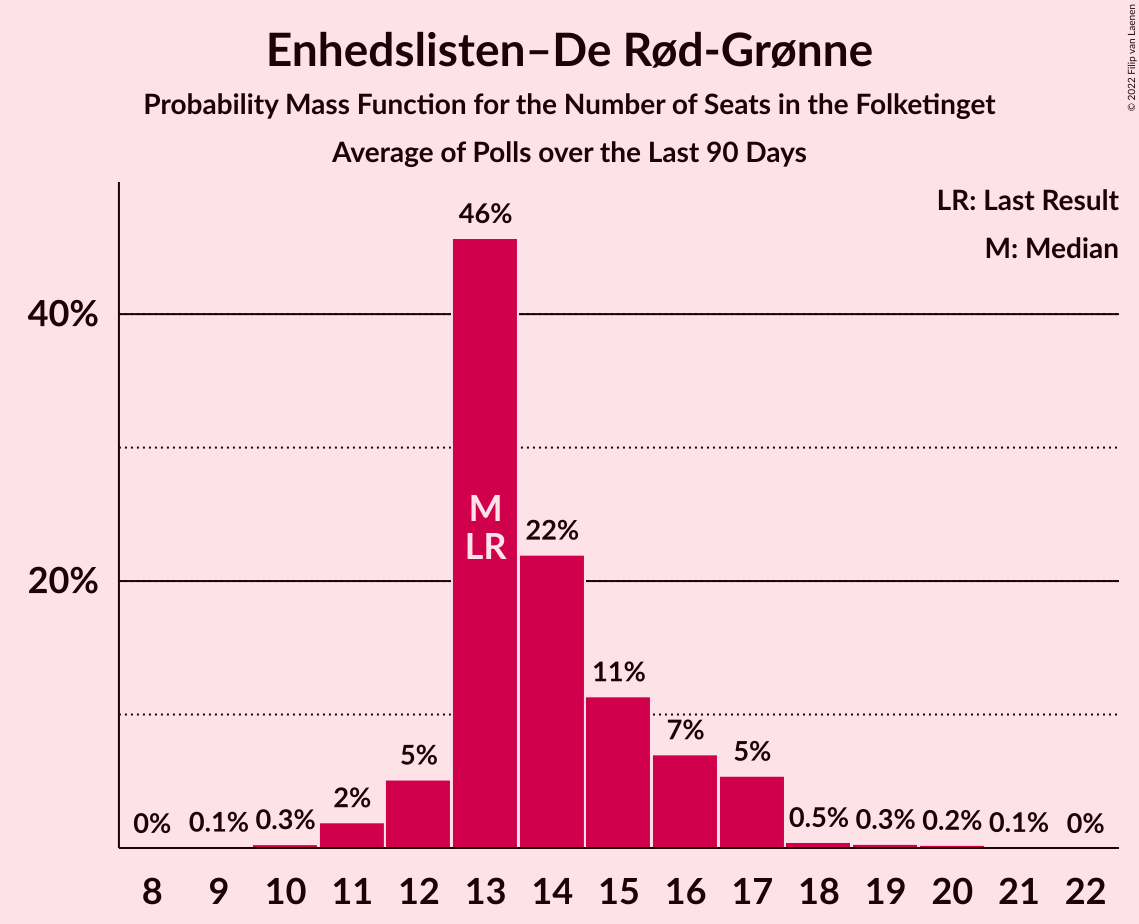 Enhedslisten–De Rød-Grønne
Probability Mass Function for the Number of Seats in the Folketinget
Average of Polls over the Last 90 Days
© 2022 Filip van Laenen
LR: Last Result
M: Median
40%
20%
46%
M
LR
22%
11%
7%
5%
2%
5%
0%
0.1%
0.3%
0.5%
0.3%
0.2%
0.1%
0%
8 9 10 11 12 13 14 15 16 17 18 19 20 21 22